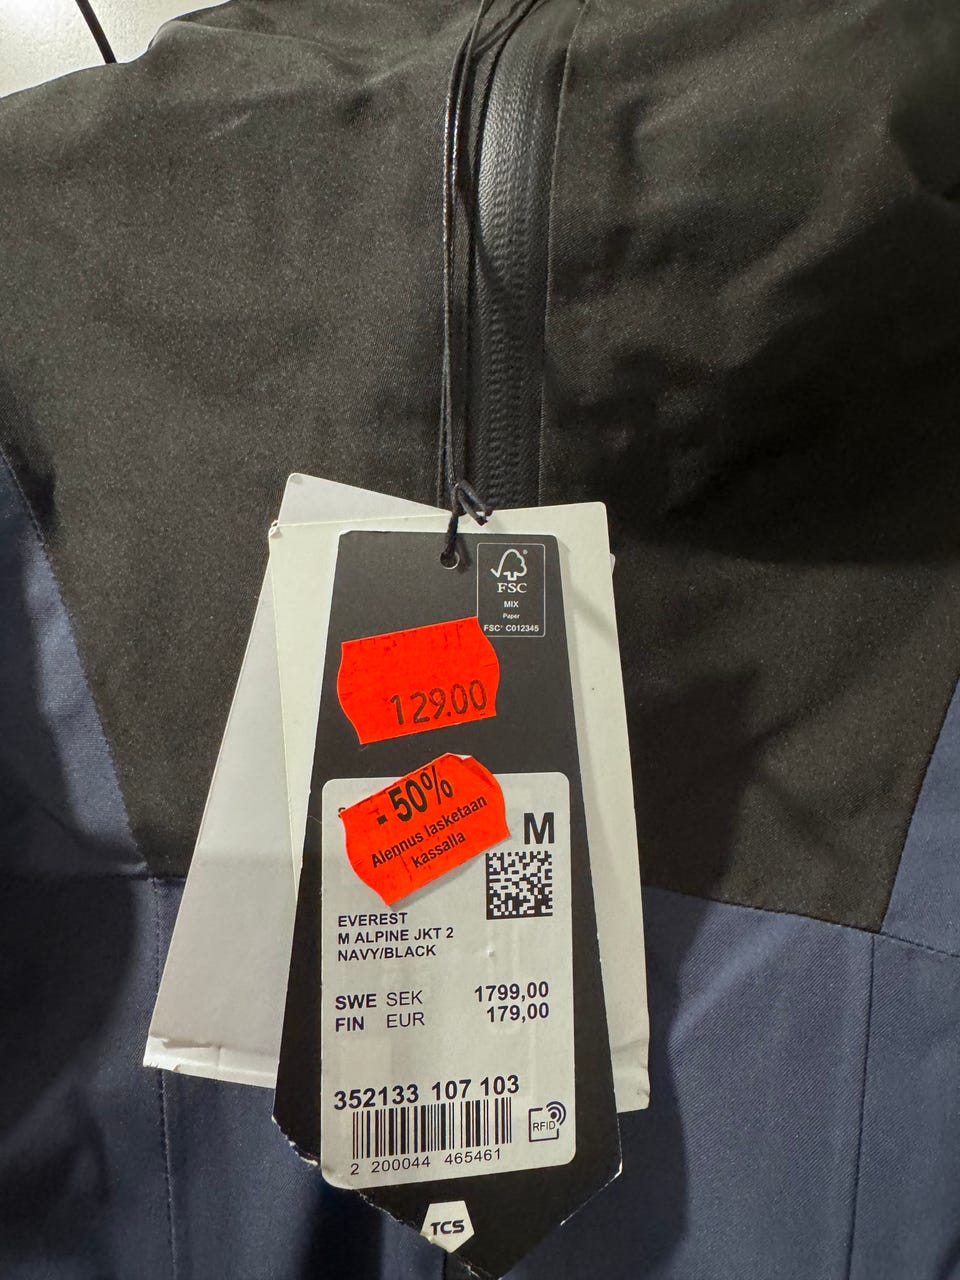 FSC
MIX
Paper
FSC® C012345
129.00
- 50%
Alennus lasketaan
kassalla
M
EVEREST
M ALPINE JKT 2
NAVY/BLACK
SWE SEK 1799,00
FIN EUR 179,00
352133 107 103
RFID
2 200044 465461
TCS